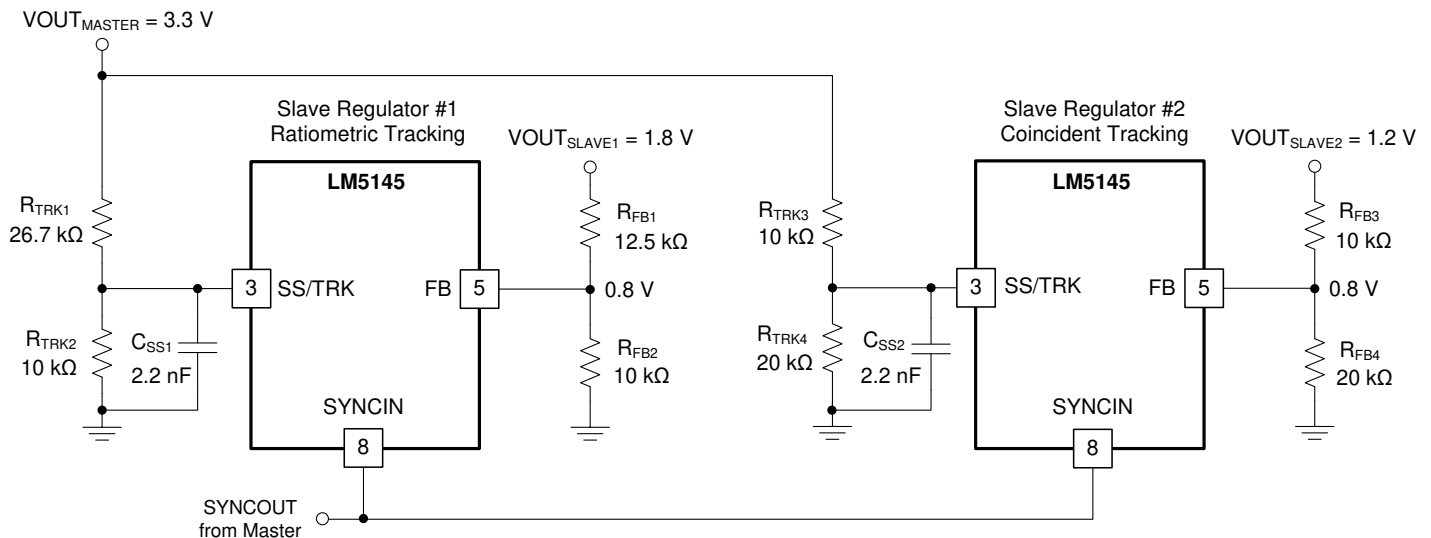 VOUTMASTER = 3.3 V
Slave Regulator #1
Ratiometric Tracking
VOUTSLAVE1 = 1.8 V
Slave Regulator #2
Coincident Tracking
VOUTSLAVE2 = 1.2 V
LM5145
LM5145
RTRK1
26.7 kΩ
RFB1
12.5 kΩ
RTRK3
10 kΩ
RFB3
10 kΩ
3
SS/TRK
FB
5
0.8 V
3
SS/TRK
FB
5
0.8 V
RTRK2
10 kΩ
CSS1
2.2 nF
RFB2
10 kΩ
RTRK4
20 kΩ
CSS2
2.2 nF
RFB4
20 kΩ
SYNCIN
8
SYNCIN
8
SYNCOUT
from Master